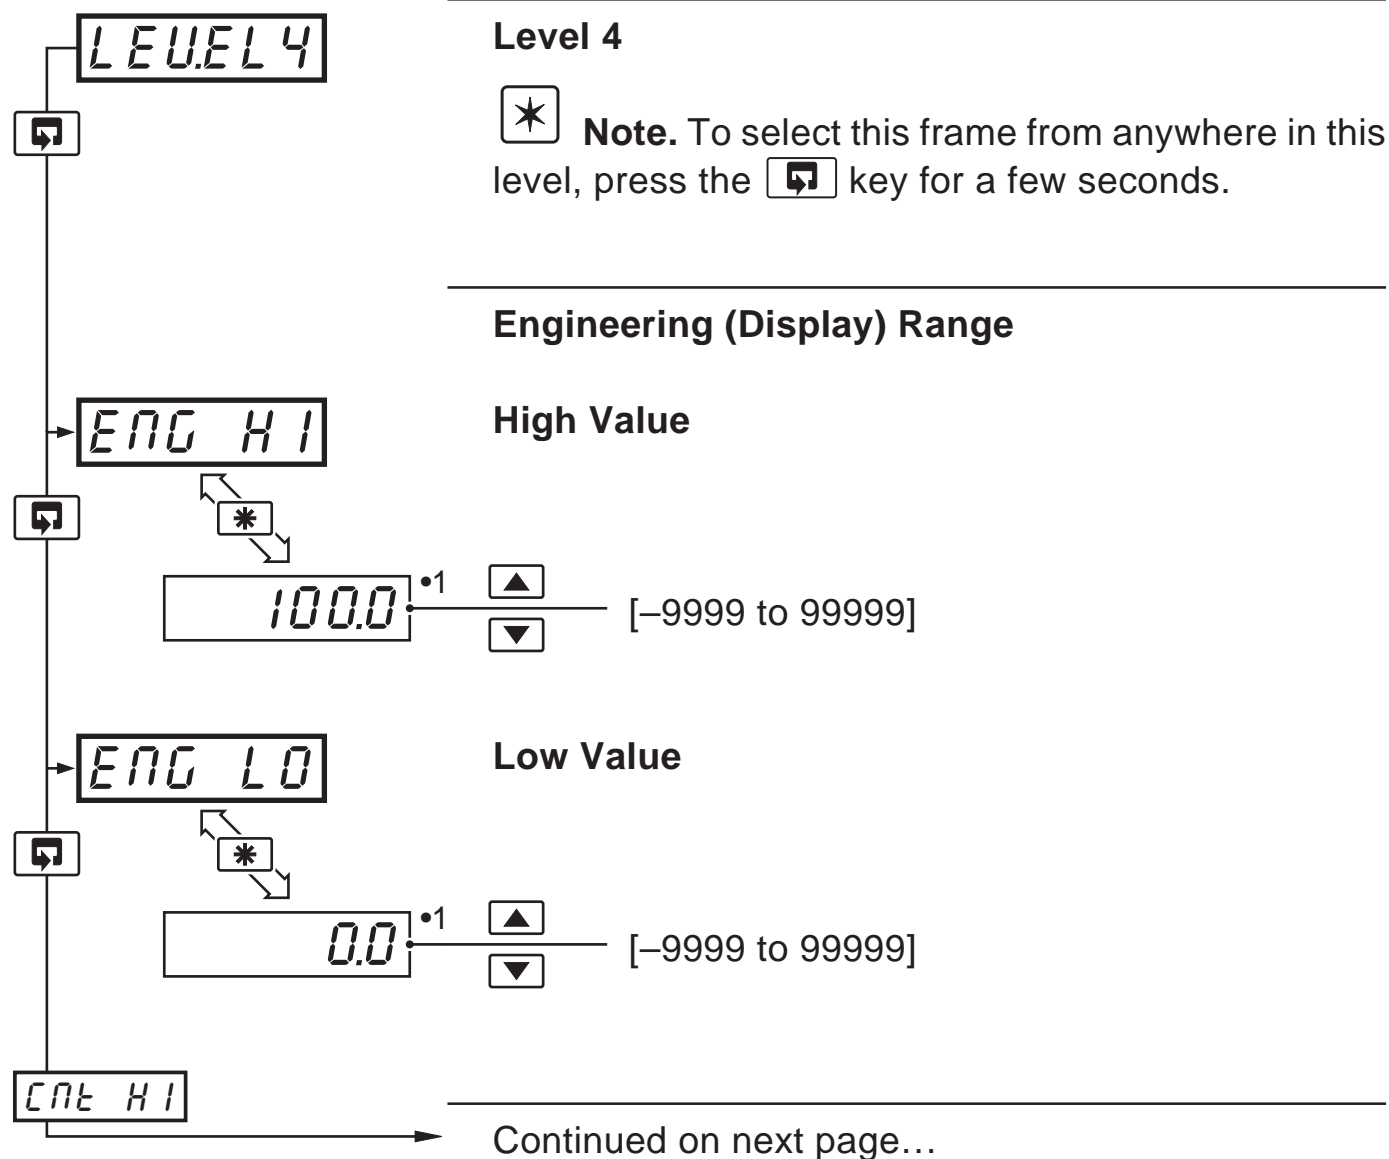 LEV.EL 4
Level 4
Note. To select this frame from anywhere in this
level, press the key for a few seconds.
Engineering (Display) Range
ENG HI
High Value
100.0
•1
[–9999 to 99999]
ENG LO
Low Value
0.0
•1
[–9999 to 99999]
CNt HI
Continued on next page…